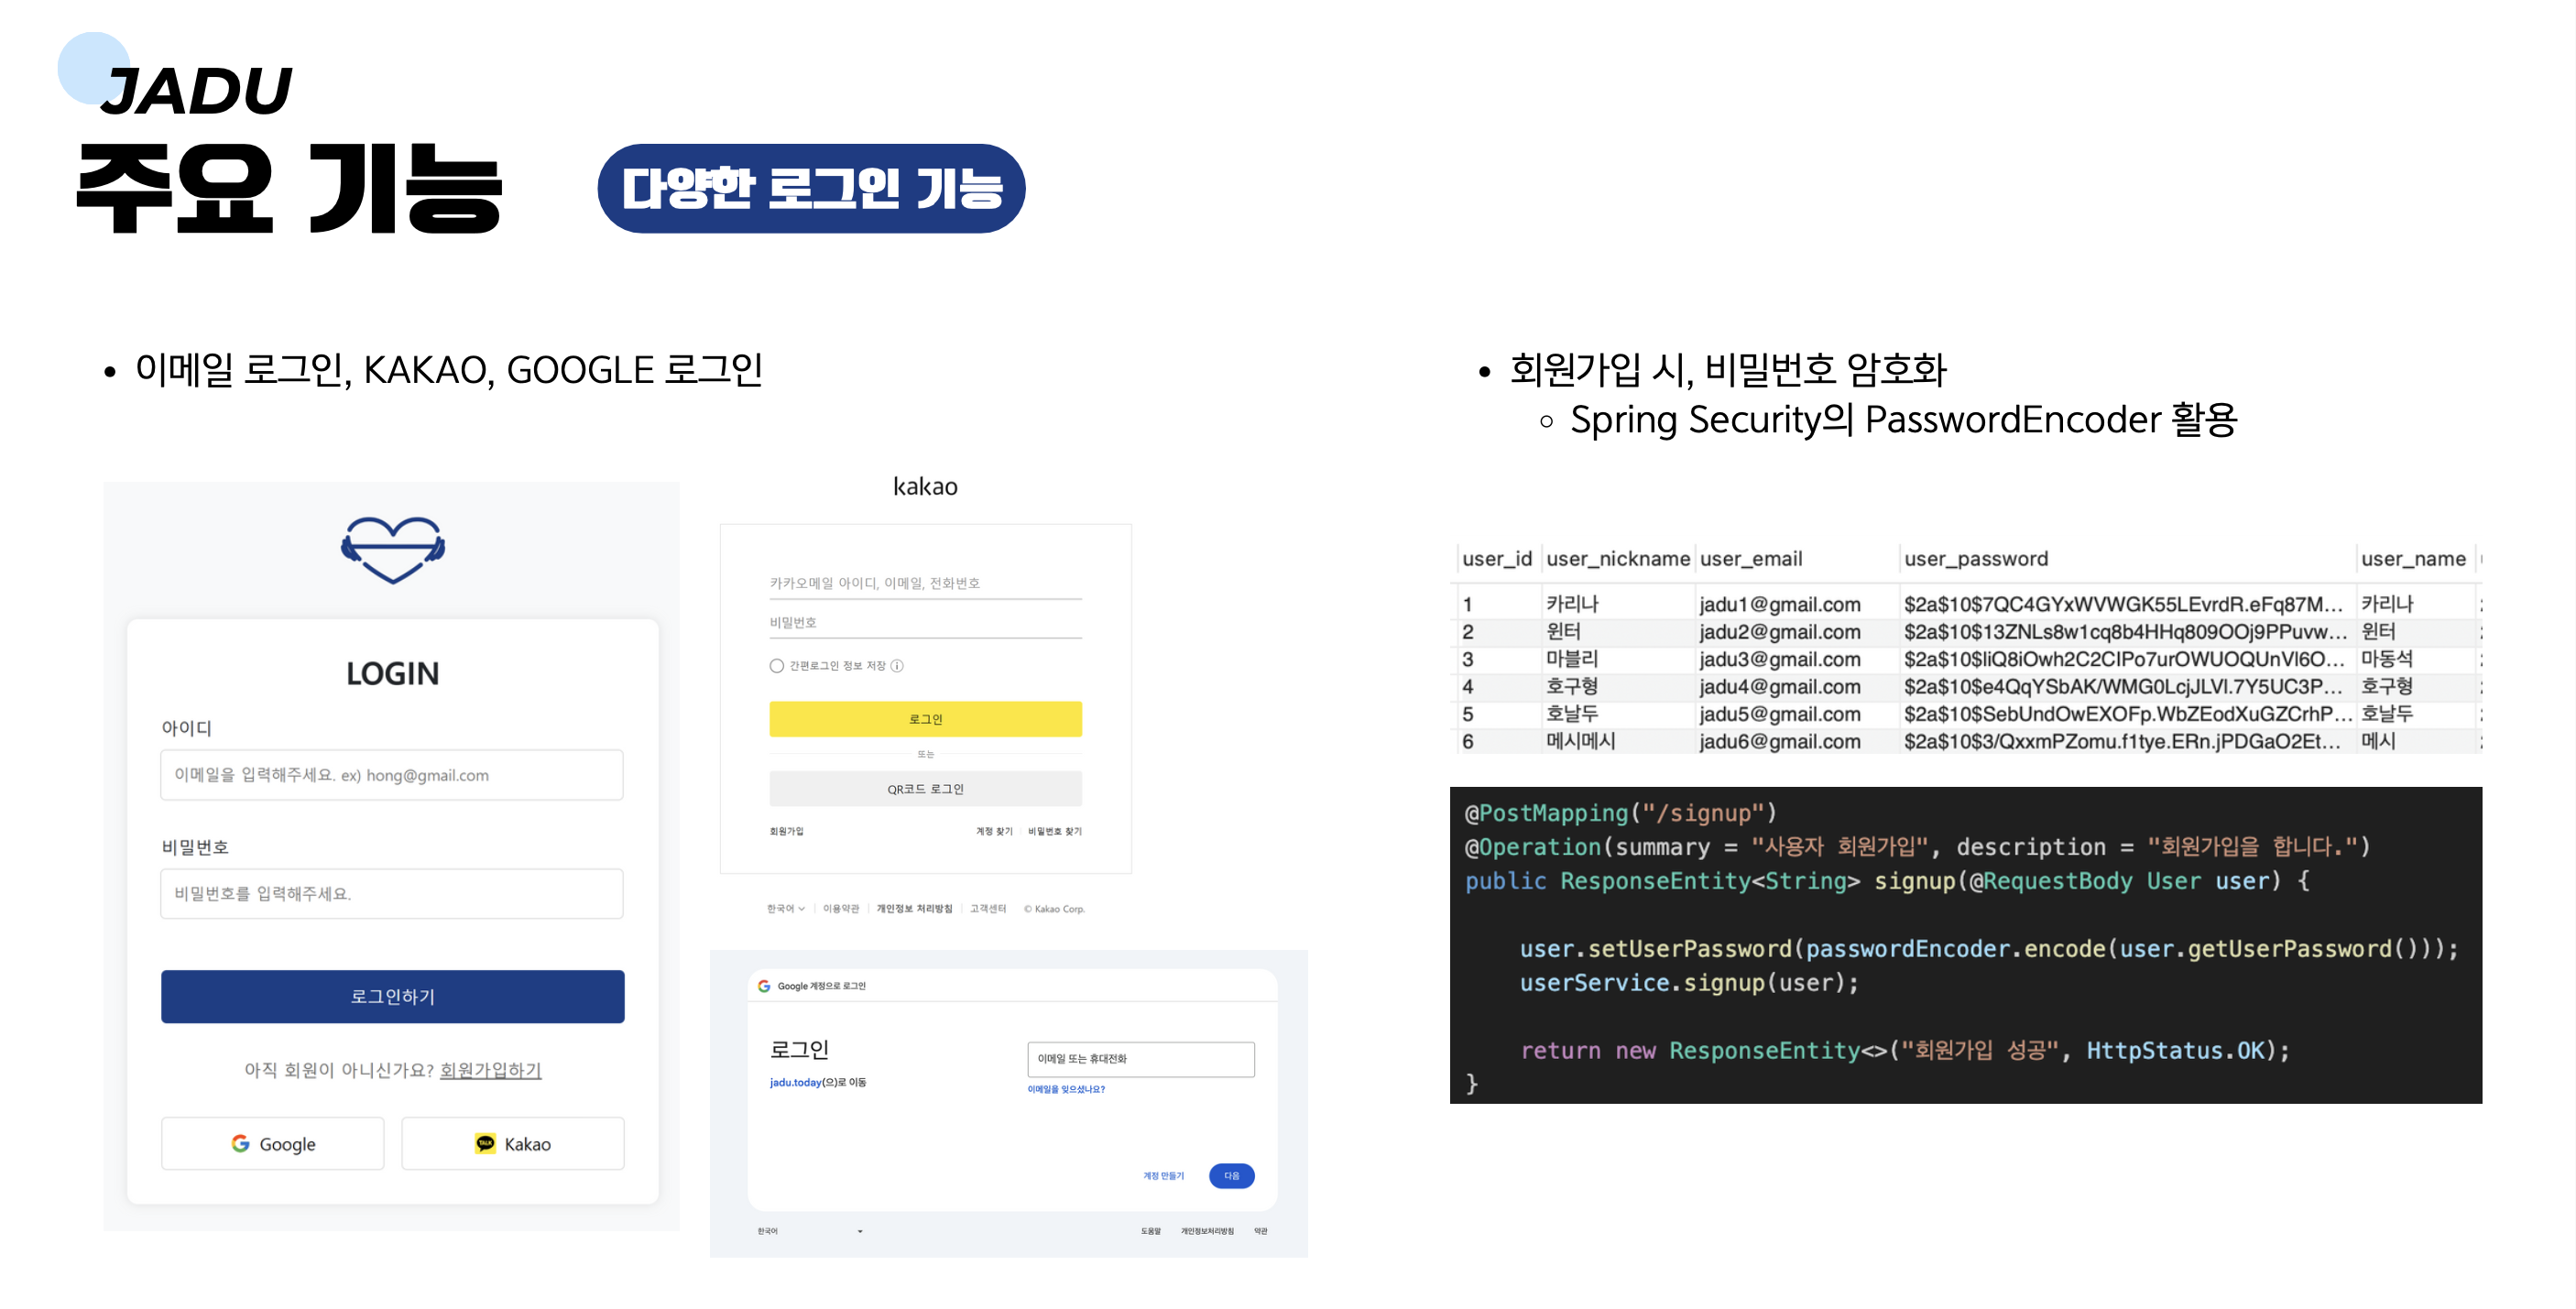 JADU
주요 기능
다양한 로그인 기능
• 이메일 로그인, KAKAO, GOOGLE 로그인
LOGIN
아이디
이메일을 입력해주세요. ex) hong@gmail.com
비밀번호
비밀번호를 입력해주세요.
로그인하기
아직 회원이 아니신가요? 회원가입하기
Google
Kakao
kakao
카카오메일 아이디, 이메일, 전화번호
비밀번호
간편로그인 정보 저장
로그인
또는
QR코드 로그인
회원가입 계정 찾기 비밀번호 찾기
한국어 이용약관 개인정보 처리방침 고객센터 © Kakao Corp.
Google 계정으로 로그인
로그인
jadu.today(으)로 이동
이메일 또는 휴대전화
이메일을 잊으셨나요?
계정 만들기 다음
한국어 도움말 개인정보처리방침 약관
• 회원가입 시, 비밀번호 암호화
◦ Spring Security의 PasswordEncoder 활용
user_id user_nickname user_email user_password user_name
1 카리나 jadu1@gmail.com $2a$10$7QC4GYxWVWGK55LEvrdR.eFq87M... 카리나
2 윈터 jadu2@gmail.com $2a$10$13ZNLs8w1cq8b4HHq809OOj9PPuvw... 윈터
3 마블리 jadu3@gmail.com $2a$10$liQ8iOwh2C2ClPo7urOWUOQUnVl6O... 마동석
4 호구형 jadu4@gmail.com $2a$10$e4QqYSbAK/WMG0LcjJLVl.7Y5UC3P... 호구형
5 호날두 jadu5@gmail.com $2a$10$SebUndOwEXOFp.WbZEodXuGZCrhP... 호날두
6 메시메시 jadu6@gmail.com $2a$10$3/QxxmPZomu.f1tye.ERn.jPDGaO2Et... 메시
@PostMapping("/signup")
@Operation(summary = "사용자 회원가입", description = "회원가입을 합니다.")
public ResponseEntity<String> signup(@RequestBody User user) {
user.setUserPassword(passwordEncoder.encode(user.getUserPassword()));
userService.signup(user);
return new ResponseEntity<>("회원가입 성공", HttpStatus.OK);
}